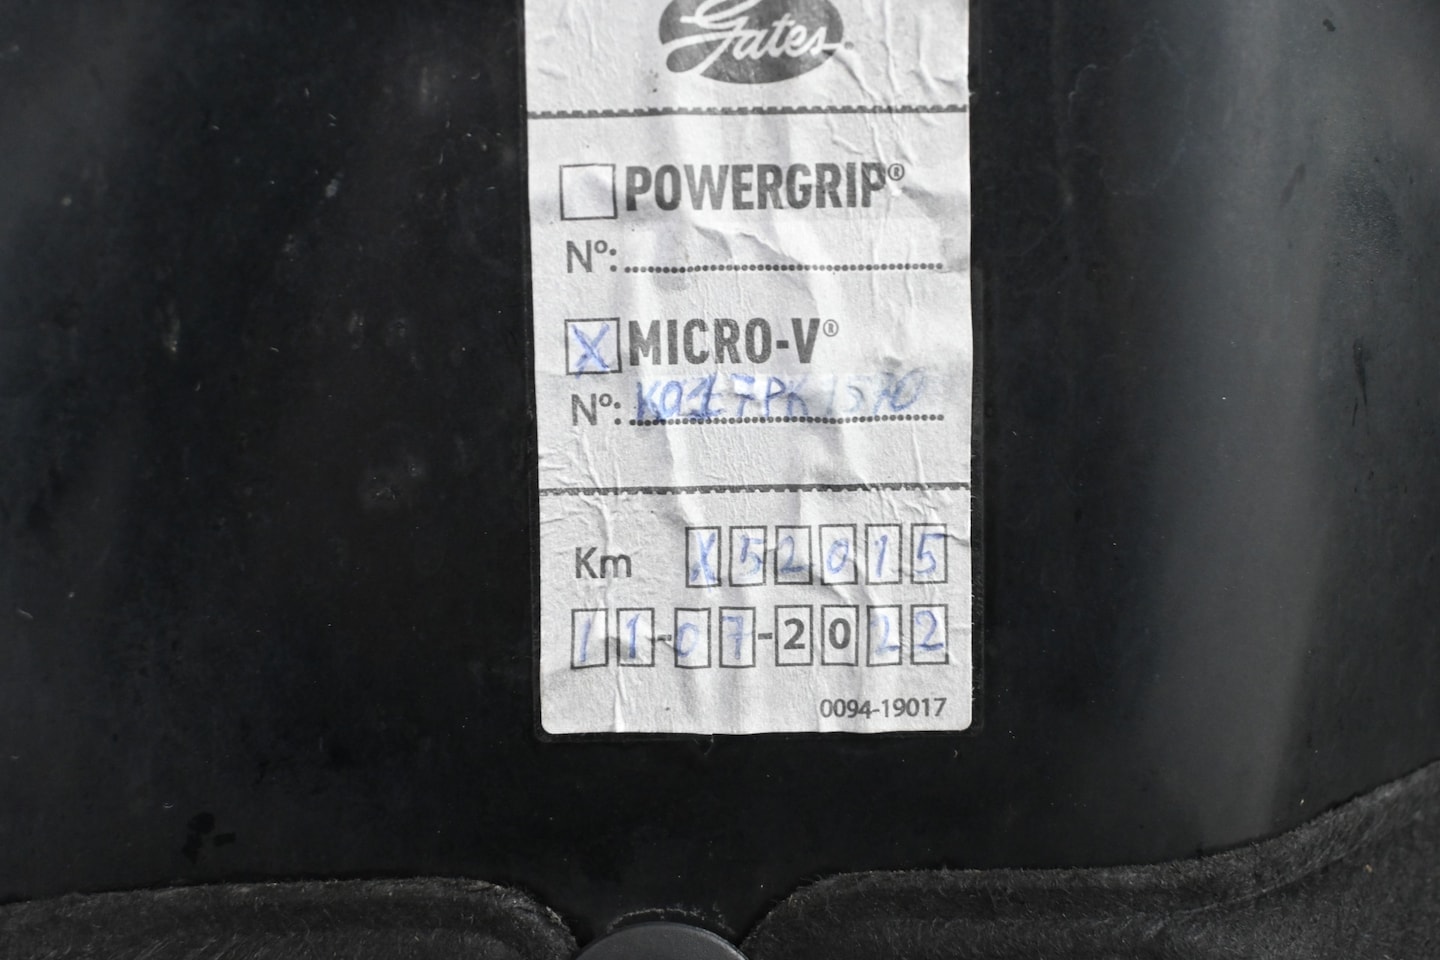 Gates
POWERGRIP®
Nº:
X MICRO-V®
Nº: K017PK1570
Km X52015
11-07-2022
0094-19017